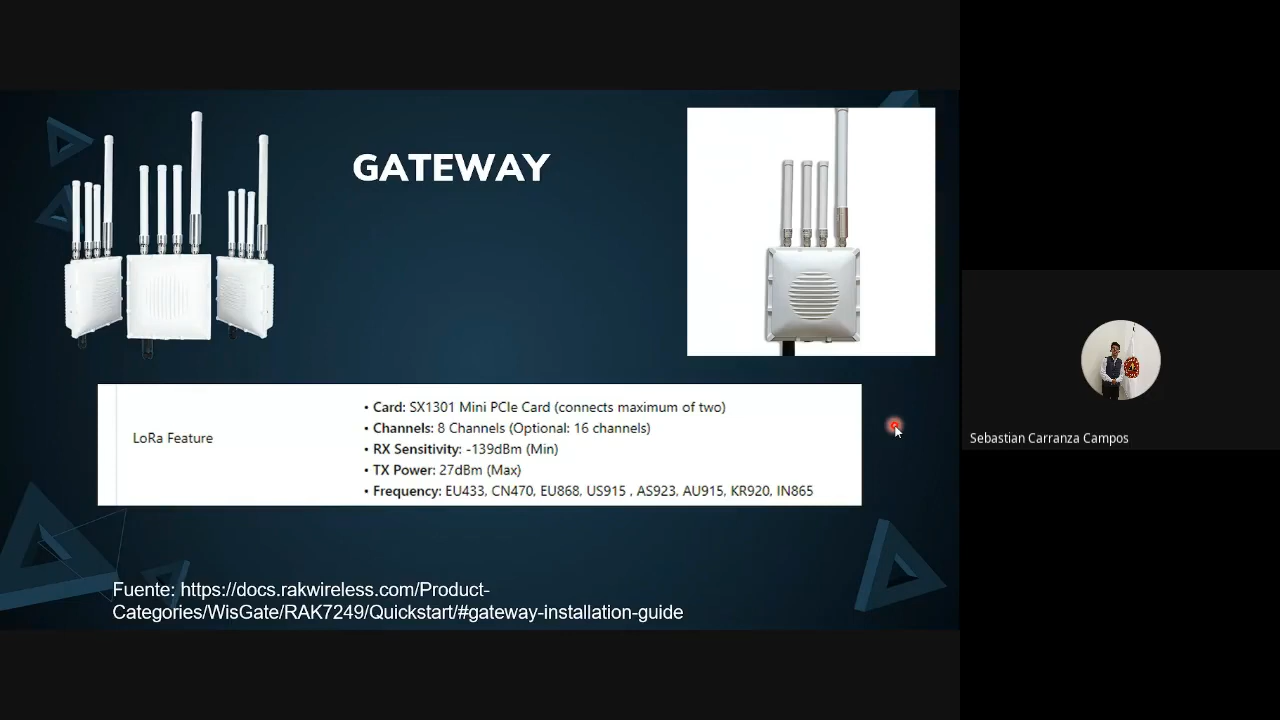 GATEWAY
LoRa Feature
• Card: SX1301 Mini PCIe Card (connects maximum of two)
• Channels: 8 Channels (Optional: 16 channels)
• RX Sensitivity: -139dBm (Min)
• TX Power: 27dBm (Max)
• Frequency: EU433, CN470, EU868, US915 , AS923, AU915, KR920, IN865
Fuente: https://docs.rakwireless.com/Product-
Categories/WisGate/RAK7249/Quickstart/#gateway-installation-guide
Sebastian Carranza Campos